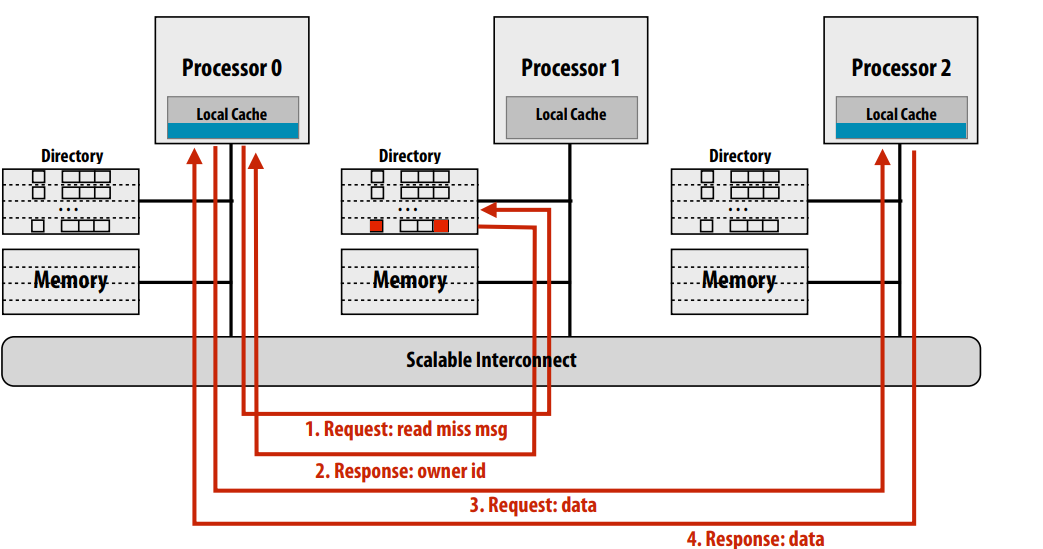 Processor 0
Processor 1
Processor 2
Local Cache
Local Cache
Local Cache
Directory
Directory
Directory
...
...
...
Memory
Memory
Memory
Scalable Interconnect
1. Request: read miss msg
2. Response: owner id
3. Request: data
4. Response: data